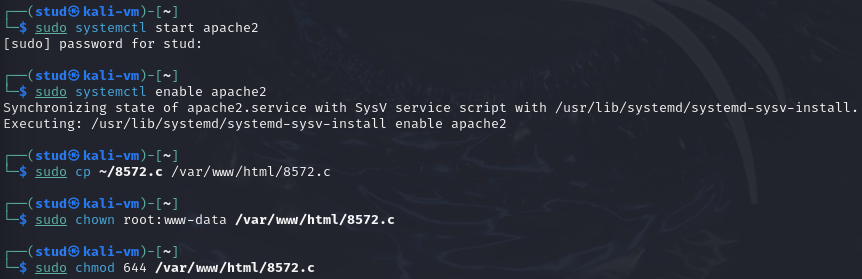 ┌──(stud㉿kali-vm)-[~]
└─$ sudo systemctl start apache2
[sudo] password for stud:
┌──(stud㉿kali-vm)-[~]
└─$ sudo systemctl enable apache2
Synchronizing state of apache2.service with SysV service script with /usr/lib/systemd/systemd-sysv-install.
Executing: /usr/lib/systemd/systemd-sysv-install enable apache2
┌──(stud㉿kali-vm)-[~]
└─$ sudo cp ~/8572.c /var/www/html/8572.c
┌──(stud㉿kali-vm)-[~]
└─$ sudo chown root:www-data /var/www/html/8572.c
┌──(stud㉿kali-vm)-[~]
└─$ sudo chmod 644 /var/www/html/8572.c